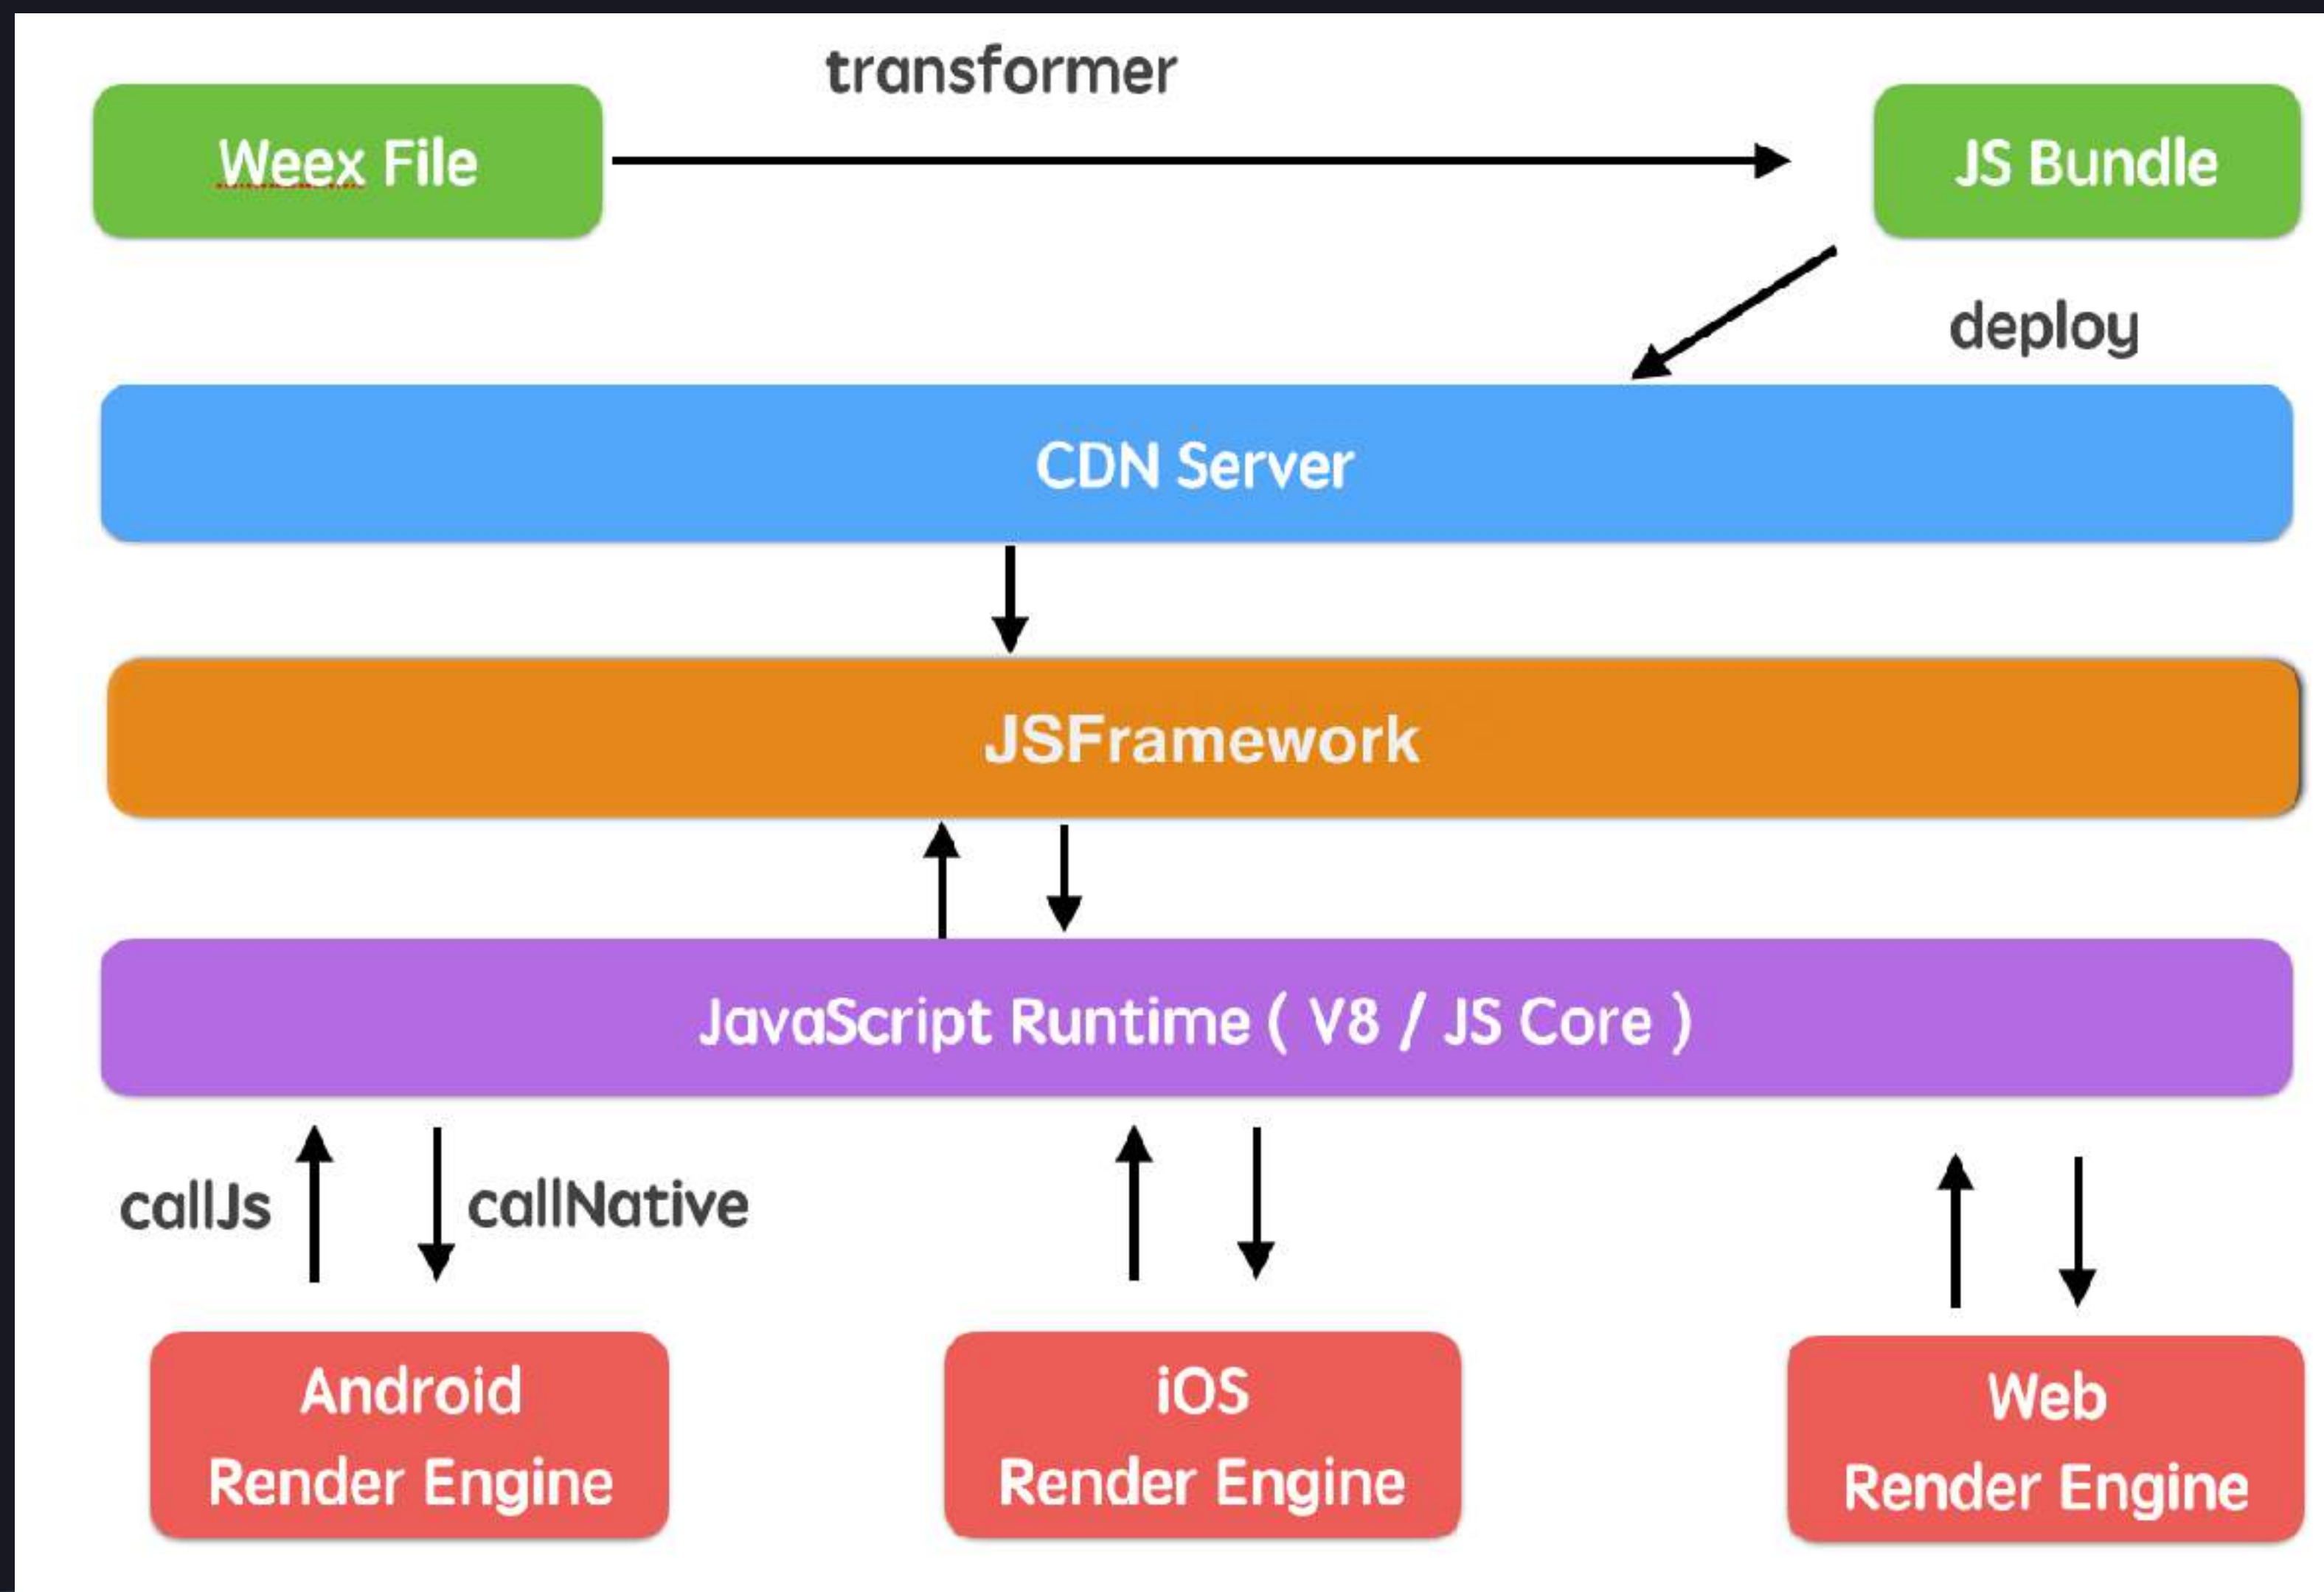 transformer
Weex File
JS Bundle
deploy
CDN Server
JSFramework
JavaScript Runtime ( V8 / JS Core )
callJs
callNative
Android
Render Engine
iOS
Render Engine
Web
Render Engine